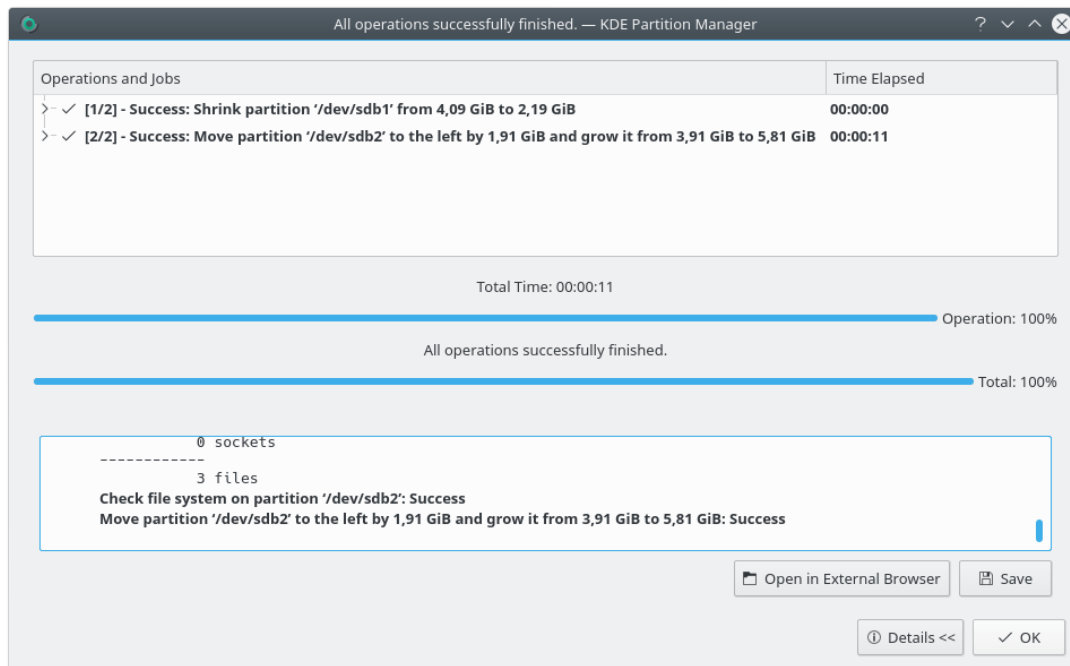 All operations successfully finished. — KDE Partition Manager
Operations and Jobs Time Elapsed
[1/2] - Success: Shrink partition ‘/dev/sdb1’ from 4,09 GiB to 2,19 GiB 00:00:00
[2/2] - Success: Move partition ‘/dev/sdb2’ to the left by 1,91 GiB and grow it from 3,91 GiB to 5,81 GiB 00:00:11
Total Time: 00:00:11
Operation: 100%
All operations successfully finished.
Total: 100%
0 sockets
------------
3 files
Check file system on partition ‘/dev/sdb2’: Success
Move partition ‘/dev/sdb2’ to the left by 1,91 GiB and grow it from 3,91 GiB to 5,81 GiB: Success
Open in External Browser Save
Details << OK